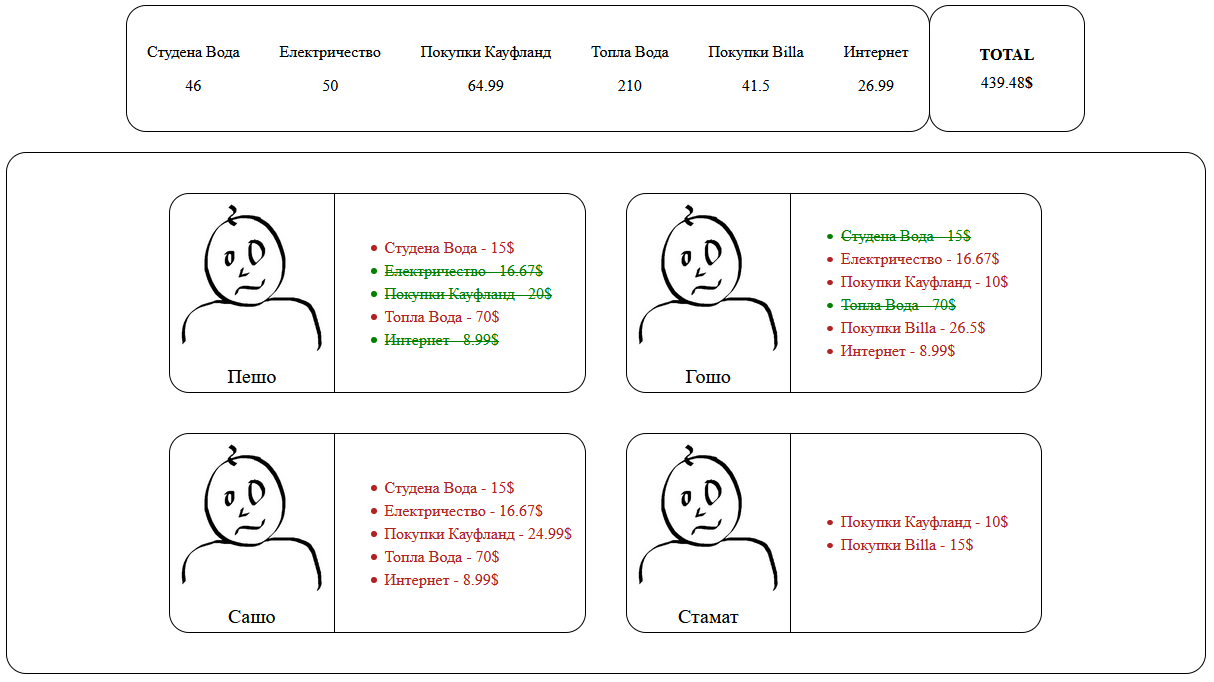 Студена Вода Електричество Покупки Кауфланд Топла Вода Покупки Billa Интернет TOTAL
46 50 64.99 210 41.5 26.99 439.48$
Студена Вода - 15$
Електричество - 16.67$
Покупки Кауфланд - 20$
Топла Вода - 70$
Интернет - 8.99$
Пешо
Студена Вода - 15$
Електричество - 16.67$
Покупки Кауфланд - 10$
Топла Вода - 70$
Покупки Billa - 26.5$
Интернет - 8.99$
Гошо
Студена Вода - 15$
Електричество - 16.67$
Покупки Кауфланд - 24.99$
Топла Вода - 70$
Интернет - 8.99$
Сашо
Покупки Кауфланд - 10$
Покупки Billa - 15$
Стамат